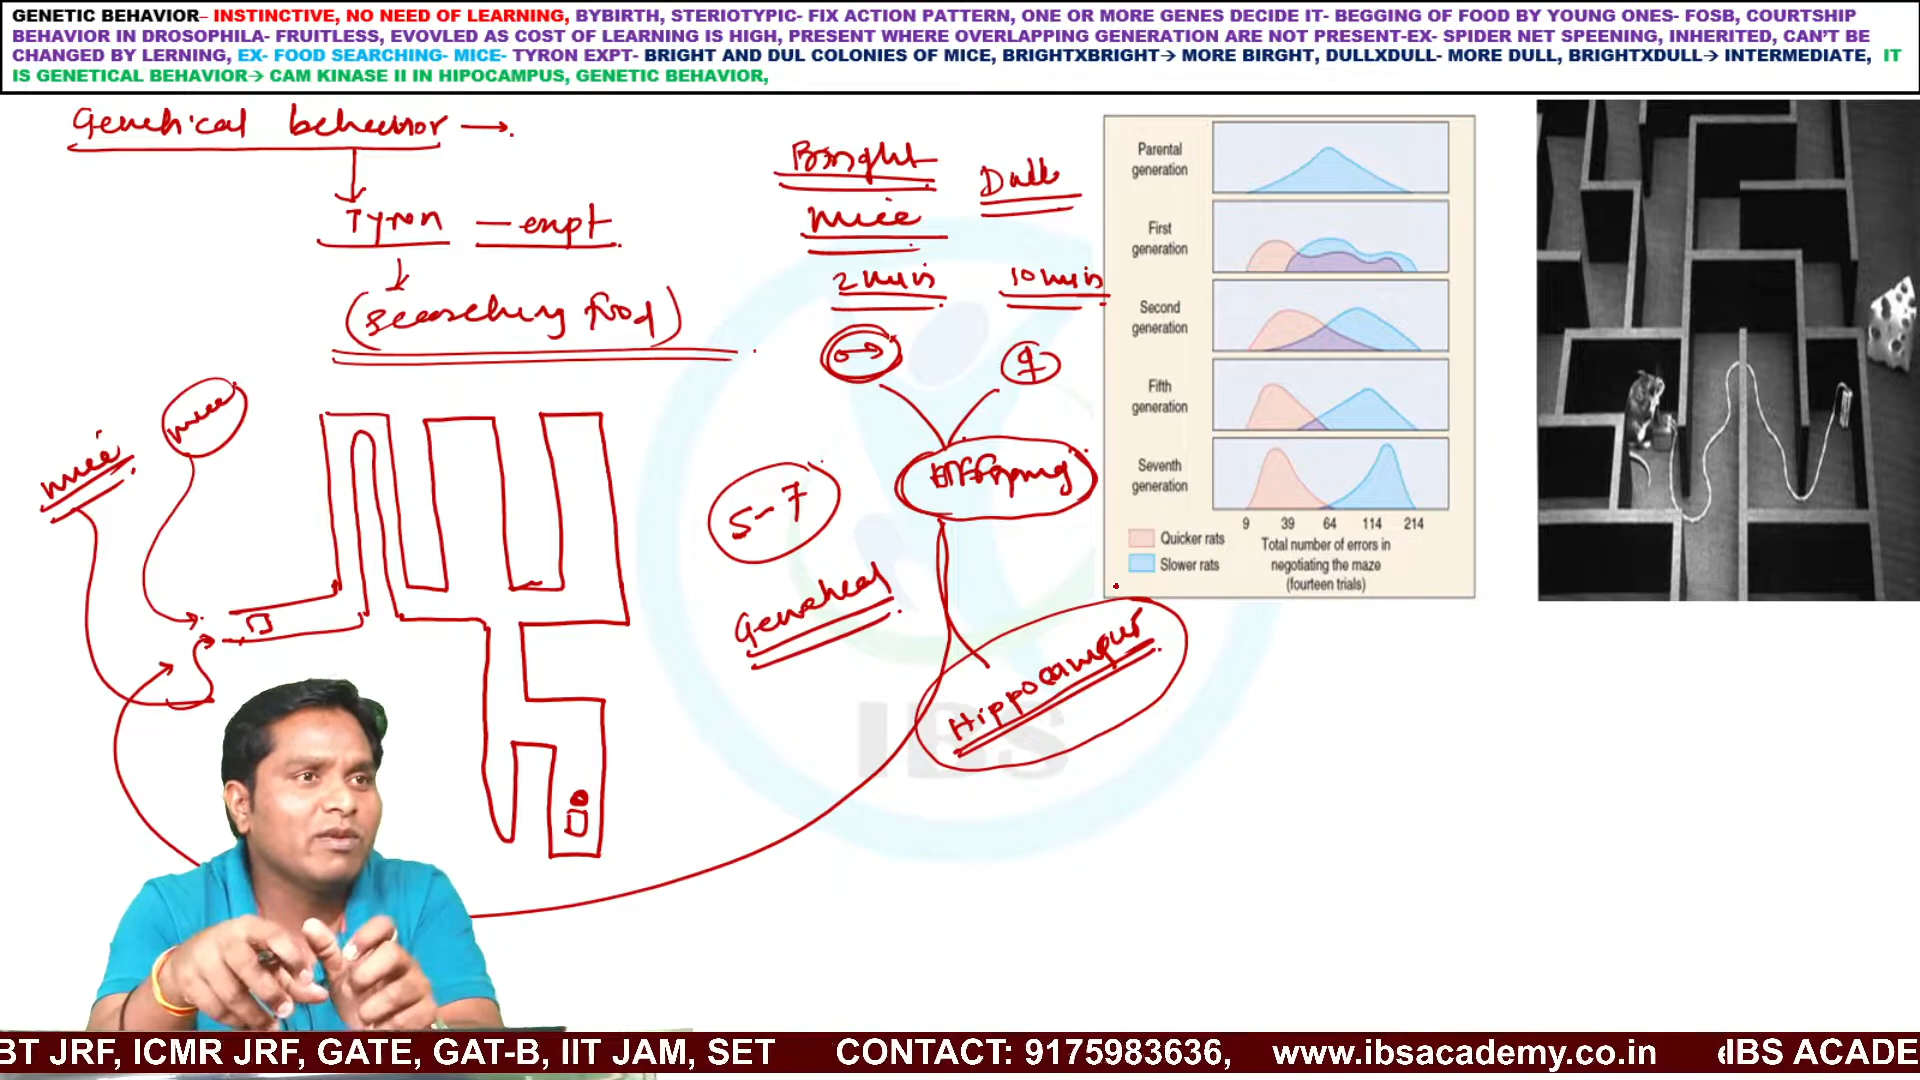 GENETIC BEHAVIOR– INSTINCTIVE, NO NEED OF LEARNING, BYBIRTH, STERIOTYPIC- FIX ACTION PATTERN, ONE OR MORE GENES DECIDE IT- BEGGING OF FOOD BY YOUNG ONES- FOSB, COURTSHIP
BEHAVIOR IN DROSOPHILA- FRUITLESS, EVOVLED AS COST OF LEARNING IS HIGH, PRESENT WHERE OVERLAPPING GENERATION ARE NOT PRESENT-EX- SPIDER NET SPEENING, INHERITED, CAN'T BE
CHANGED BY LERNING, EX- FOOD SEARCHING- MICE- TYRON EXPT- BRIGHT AND DUL COLONIES OF MICE, BRIGHTXBRIGHT→ MORE BIRGHT, DULLXDULL- MORE DULL, BRIGHTXDULL→ INTERMEDIATE, IT
IS GENETICAL BEHAVIOR→ CAM KINASE II IN HIPOCAMPUS, GENETIC BEHAVIOR,
Genetical behavior →
Tyron – expt
(searching food)
mice
mice
Bright
Dull
mice
2 min
10 min
offspring
5-7
Genetical
Hippocampus
Parental
generation
First
generation
Second
generation
Fifth
generation
Seventh
generation
9 39 64 114 214
Quicker rats
Slower rats
Total number of errors in
negotiating the maze
(fourteen trials)
IBS
BT JRF, ICMR JRF, GATE, GAT-B, IIT JAM, SET CONTACT: 9175983636, www.ibsacademy.co.in IBS ACADE